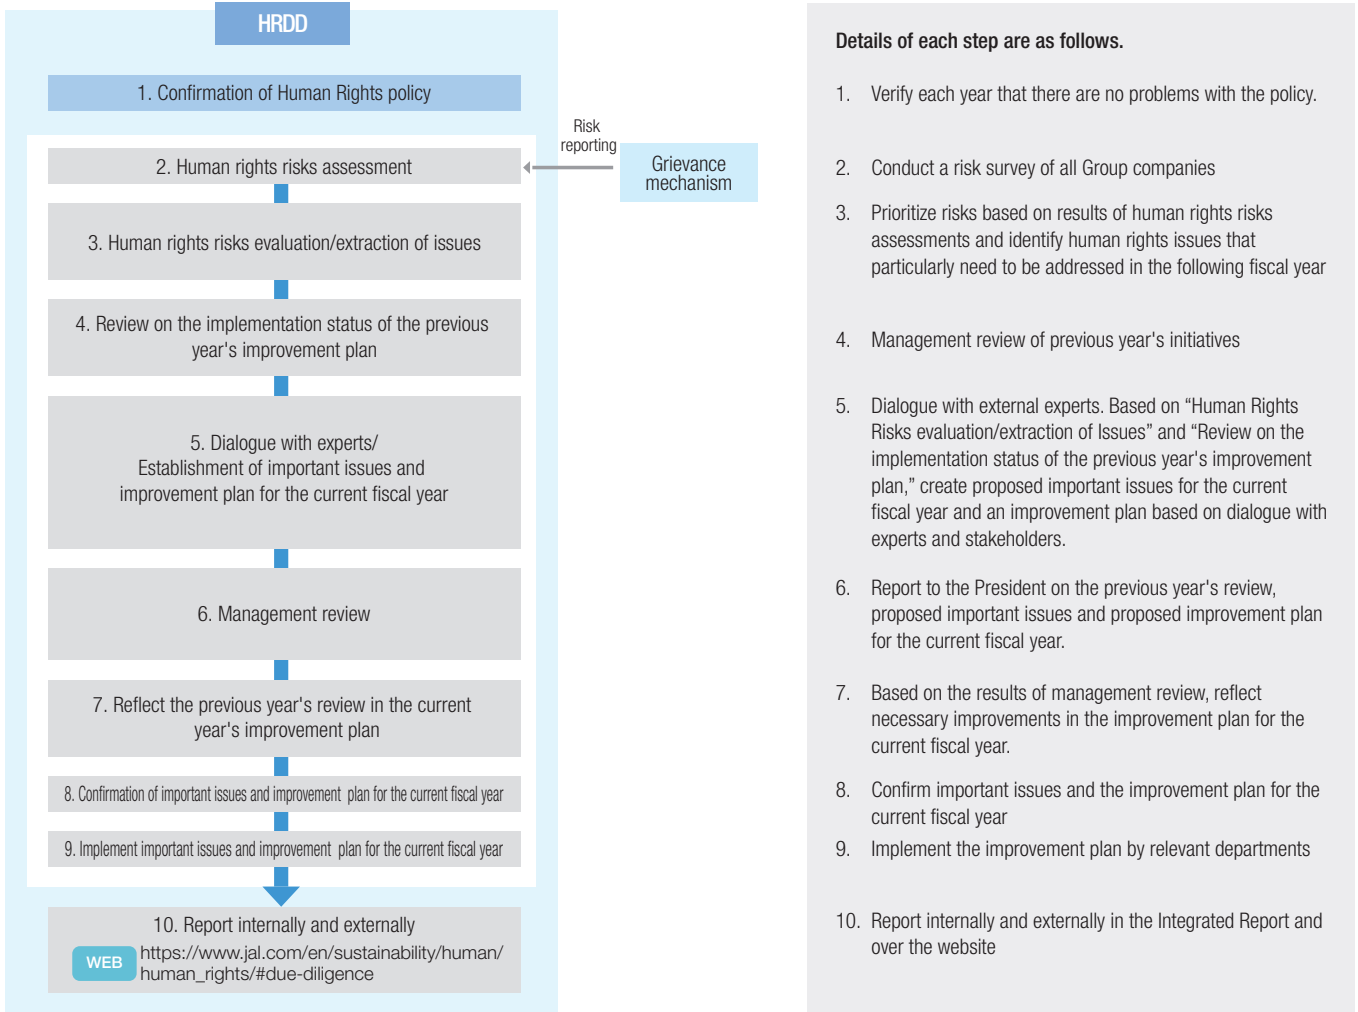 HRDD
1. Confirmation of Human Rights policy
2. Human rights risks assessment
Risk
reporting
Grievance
mechanism
3. Human rights risks evaluation/extraction of issues
4. Review on the implementation status of the previous
year's improvement plan
5. Dialogue with experts/
Establishment of important issues and
improvement plan for the current fiscal year
6. Management review
7. Reflect the previous year's review in the current
year's improvement plan
8. Confirmation of important issues and improvement plan for the current fiscal year
9. Implement important issues and improvement plan for the current fiscal year
10. Report internally and externally
WEB
https://www.jal.com/en/sustainability/human/
human_rights/#due-diligence
Details of each step are as follows.
1. Verify each year that there are no problems with the policy.
2. Conduct a risk survey of all Group companies
3. Prioritize risks based on results of human rights risks
assessments and identify human rights issues that
particularly need to be addressed in the following fiscal year
4. Management review of previous year's initiatives
5. Dialogue with external experts. Based on “Human Rights
Risks evaluation/extraction of Issues” and “Review on the
implementation status of the previous year's improvement
plan,” create proposed important issues for the current
fiscal year and an improvement plan based on dialogue with
experts and stakeholders.
6. Report to the President on the previous year's review,
proposed important issues and proposed improvement plan
for the current fiscal year.
7. Based on the results of management review, reflect
necessary improvements in the improvement plan for the
current fiscal year.
8. Confirm important issues and the improvement plan for the
current fiscal year
9. Implement the improvement plan by relevant departments
10. Report internally and externally in the Integrated Report and
over the website